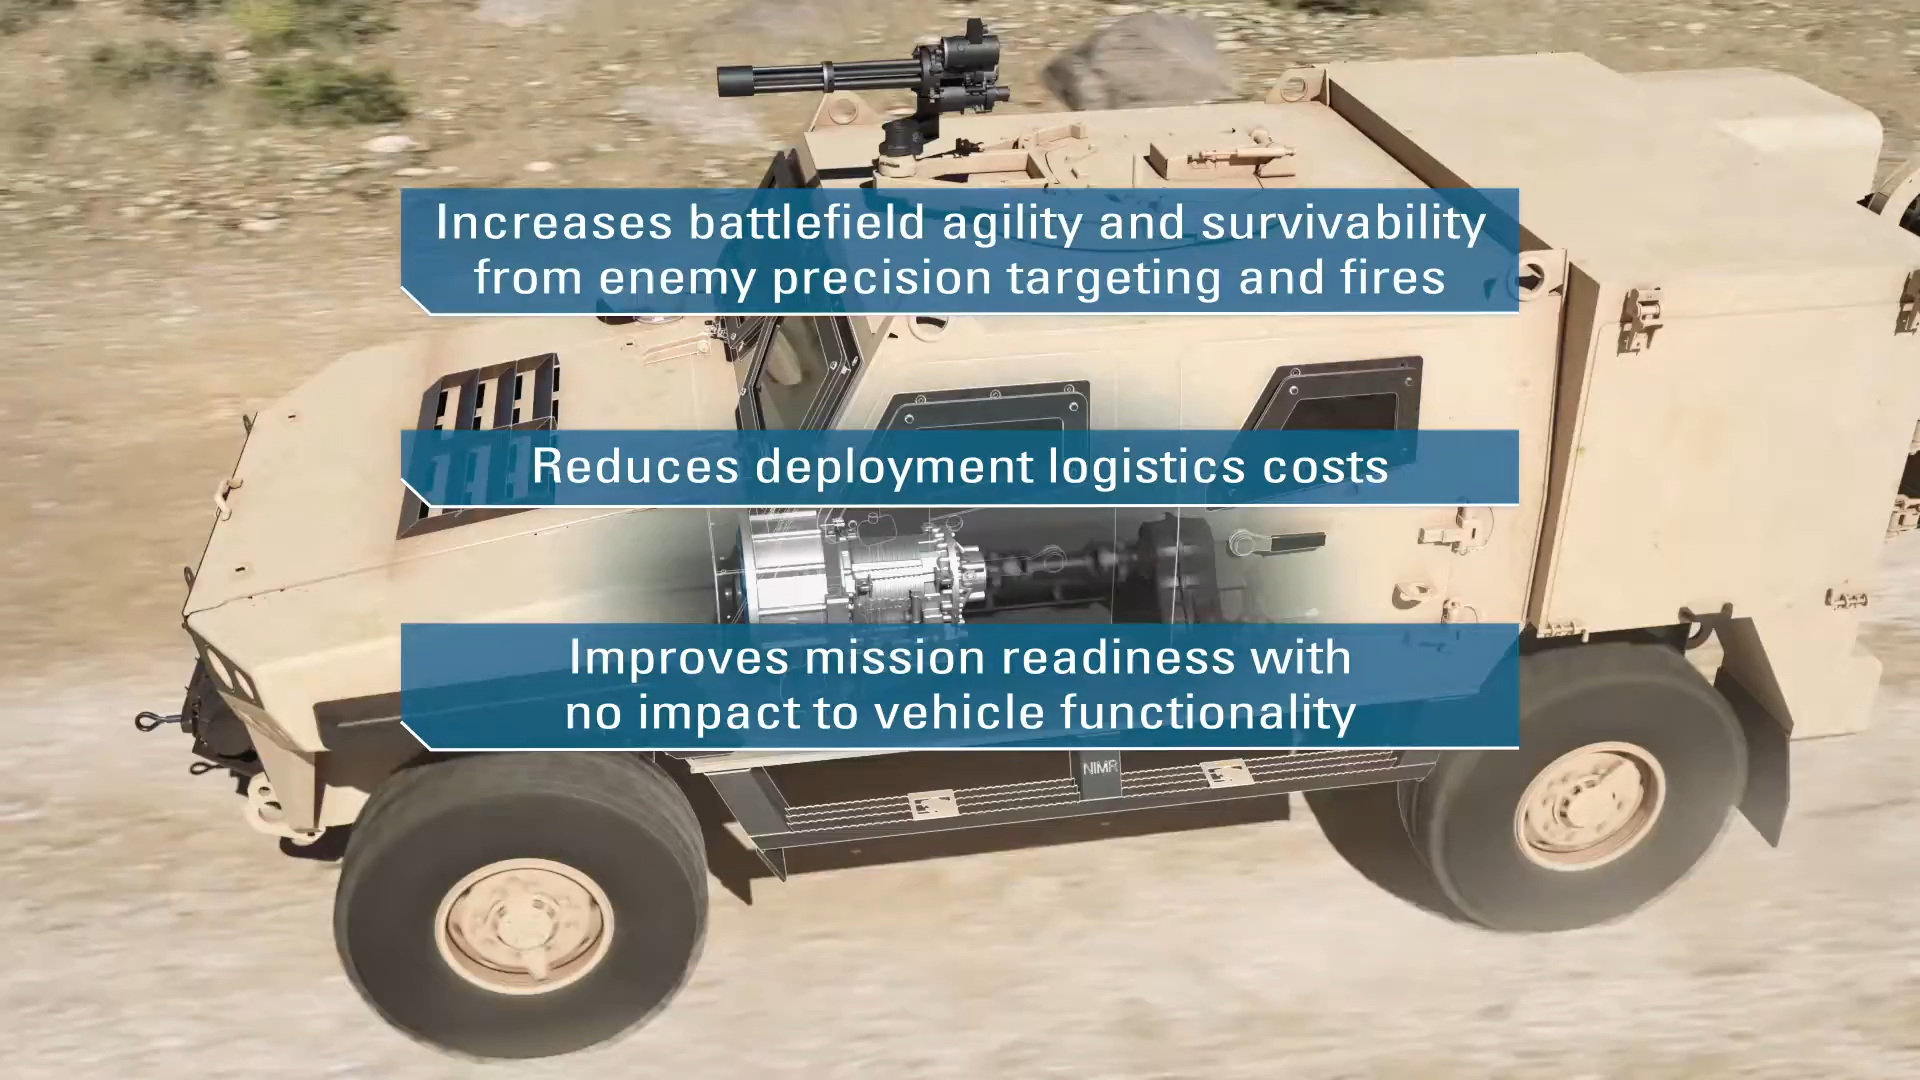 Increases battlefield agility and survivability
from enemy precision targeting and fires
Reduces deployment logistics costs
Improves mission readiness with
no impact to vehicle functionality
NIMR